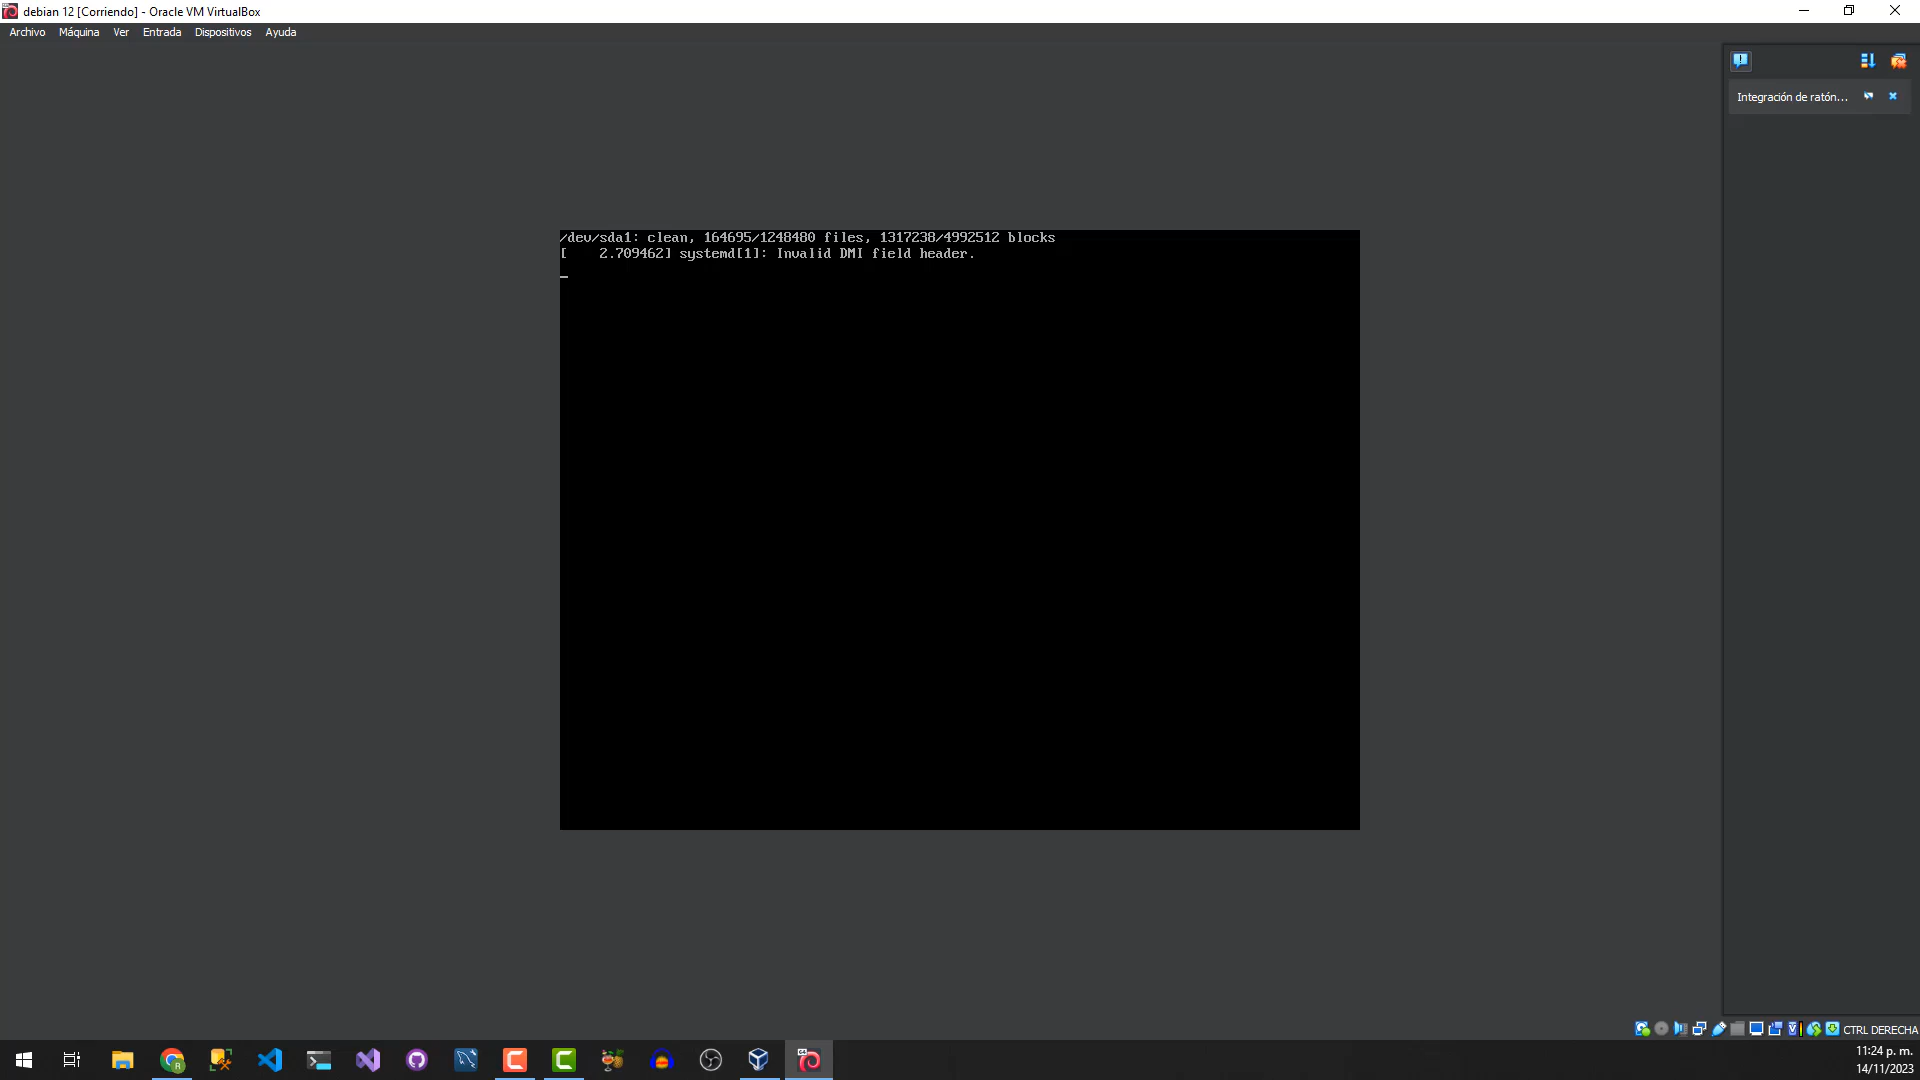 debian 12 [Corriendo] - Oracle VM VirtualBox
Archivo Máquina Ver Entrada Dispositivos Ayuda
Integración de ratón...
/dev/sda1: clean, 164695/1248480 files, 1317238/4992512 blocks
[    2.709462] systemd[1]: Invalid DMI field header.
CTRL DERECHA
11:24 p. m.
14/11/2023